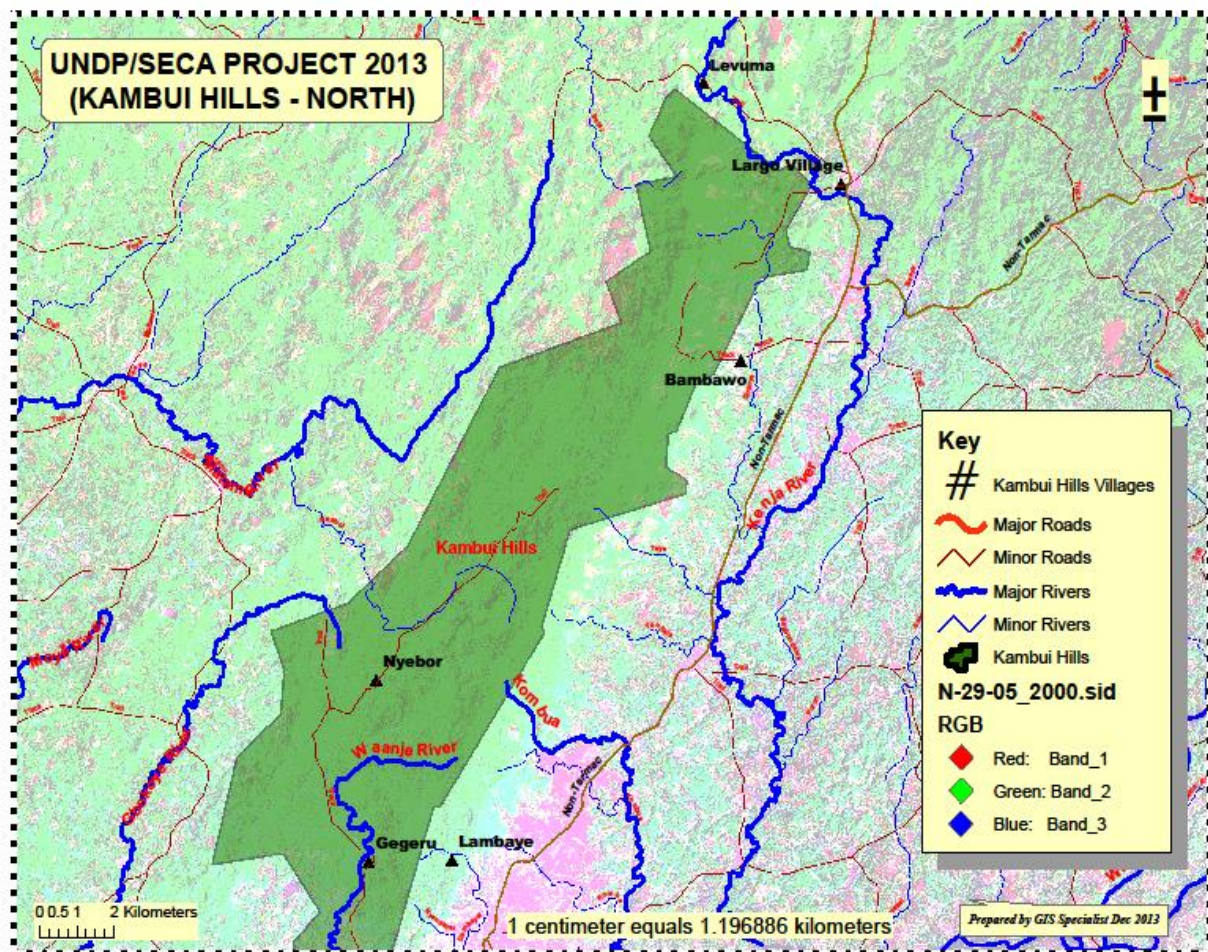 UNDP/SECA PROJECT 2013
(KAMBUI HILLS - NORTH)
Levuma
Largo Village
Non-Tarmac
Bambawo
Non-Tarmac
Kenja River
Kambui Hills
Nyebor
Kombua
Waanje River
Non-Tarmac
Gegeru
Lambaye
Key
Kambui Hills Villages
Major Roads
Minor Roads
Major Rivers
Minor Rivers
Kambui Hills
N-29-05_2000.sid
RGB
Red: Band_1
Green: Band_2
Blue: Band_3
0 0.5 1 2 Kilometers
1 centimeter equals 1.196886 kilometers
Prepared by GIS Specialist Dec 2013